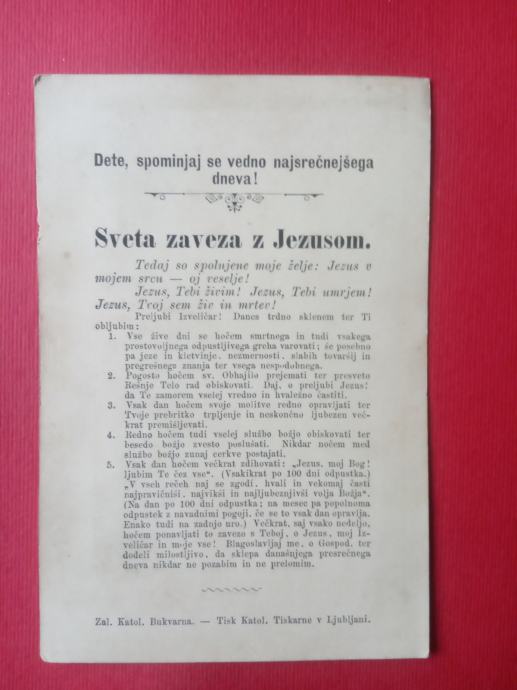 Dete, spominjaj se vedno najsrečnejšega
dneva!
Sveta zaveza z Jezusom.
Tedaj so spolnjene moje želje: Jezus v
mojem srcu — oj veselje!
Jezus, Tebi živim! Jezus, Tebi umrjem!
Jezus, Tvoj sem živ in mrtev!
Preljubi Izveličar! Danes trdno sklenem ter Ti
obljubim:
1. Vse žive dni se hočem smrtnega in tudi vsakega
prostovoljnega odpustljivega greha varovati; še posebno
pa jeze in kletvinje, nezmernosti, slabih tovaršij in
pregrešnega znanja ter vsega nespodobnega.
2. Pogosto hočem sv. Obhajilo prejemati ter presveto
Rešnje Telo rad obiskovati. Daj, o preljubi Jezus!
da Te zamorem vselej vredno in hvaležno častiti.
3. Vsak dan hočem svoje molitve redno opravljati ter
Tvoje prebritko trpljenje in neskončno ljubezen več-
krat premišljevati.
4. Redno hočem tudi vselej službo božjo obiskovati ter
besedo božjo zvesto poslušati. Nikdar nočem med
službo božjo zunaj cerkve postajati.
5. Vsak dan hočem večkrat zdihovati: „Jezus, moj Bog!
ljubim Te čez vse“. (Vsakikrat po 100 dni odpustka.)
„V vseh rečeh naj se zgodi, hvali in vekomaj časti
najpravičniši, najvikši in najljubeznjivši volja Božja“.
(Na dan po 100 dni odpustka; na mesec pa popolnoma
odpustek z navadnimi pogoji, če se to vsak dan opravlja.
Enako tudi na zadnjo uro.) Večkrat, saj vsako nedeljo,
hočem ponavljati to zavezo s Teboj, o Jezus, moj Iz-
veličar in moje vse! Blagoslavljaj me, o Gospod, ter
dodeli milostljivo, da sklepa današnjega presrečnega
dneva nikdar ne pozabim in ne prelomim.
Zal. Katol. Bukvarna. — Tisk Katol. Tiskarne v Ljubljani.